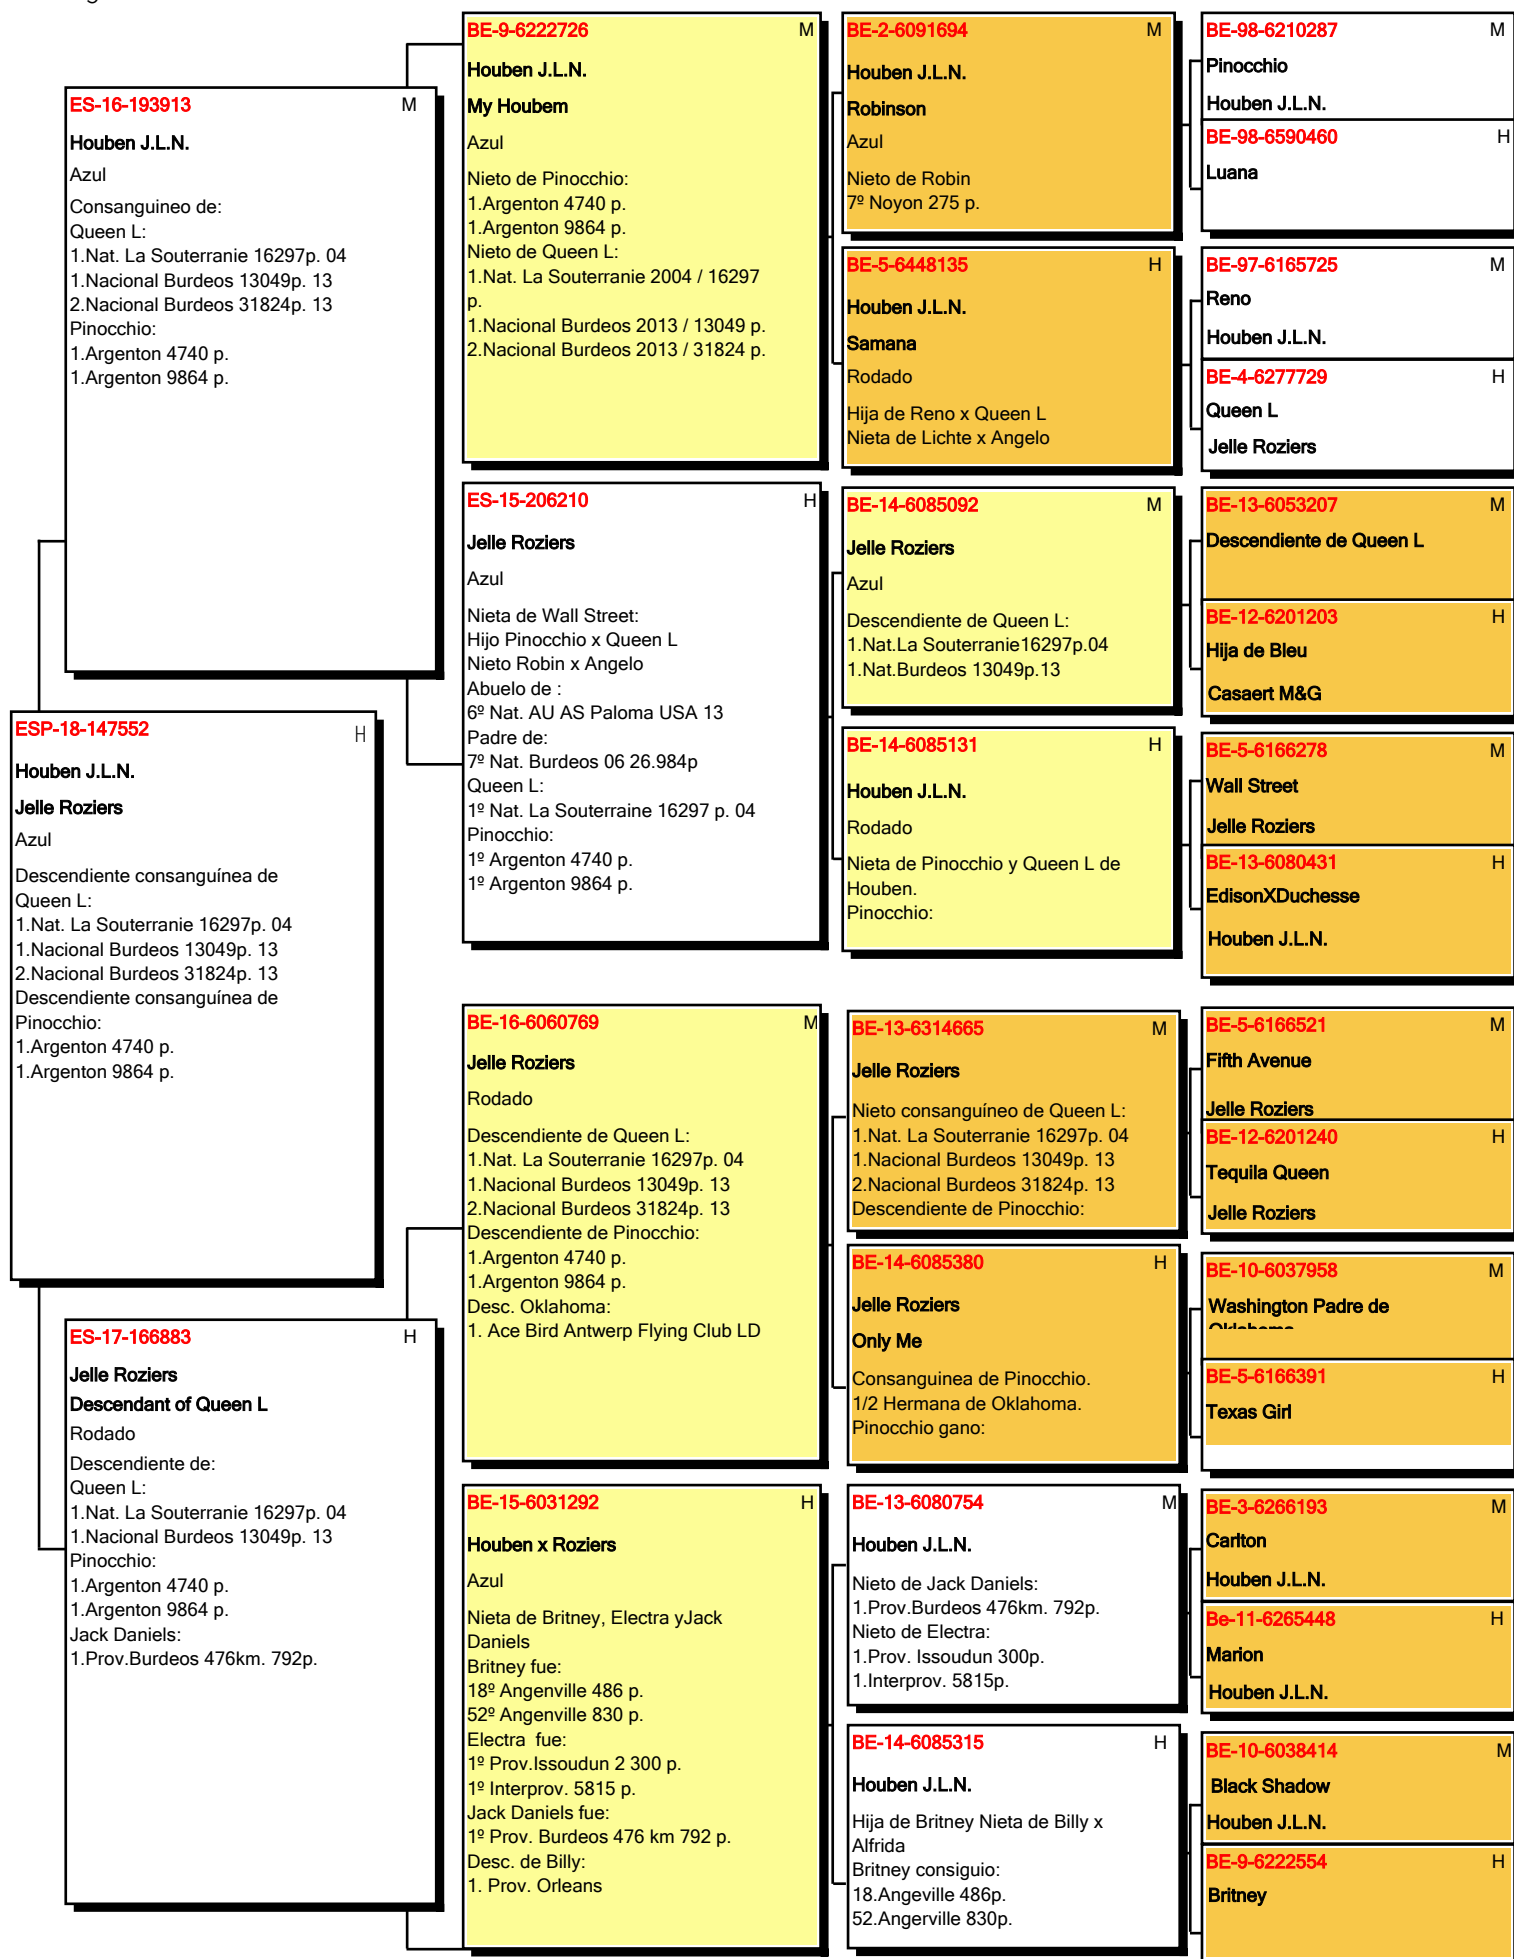 ESP-18-147552 H
Houben J.L.N.
Jelle Roziers
Azul
Descendiente consanguínea de
Queen L:
1.Nat. La Souterranie 16297p. 04
1.Nacional Burdeos 13049p. 13
2.Nacional Burdeos 31824p. 13
Descendiente consanguínea de
Pinocchio:
1.Argenton 4740 p.
1.Argenton 9864 p.
ES-16-193913 M
Houben J.L.N.
Azul
Consanguineo de:
Queen L:
1.Nat. La Souterranie 16297p. 04
1.Nacional Burdeos 13049p. 13
2.Nacional Burdeos 31824p. 13
Pinocchio:
1.Argenton 4740 p.
1.Argenton 9864 p.
ES-17-166883 H
Jelle Roziers
Descendant of Queen L
Rodado
Descendiente de:
Queen L:
1.Nat. La Souterranie 16297p. 04
1.Nacional Burdeos 13049p. 13
Pinocchio:
1.Argenton 4740 p.
1.Argenton 9864 p.
Jack Daniels:
1.Prov.Burdeos 476km. 792p.
BE-9-6222726 M
Houben J.L.N.
My Houbem
Azul
Nieto de Pinocchio:
1.Argenton 4740 p.
1.Argenton 9864 p.
Nieto de Queen L:
1.Nat. La Souterranie 2004 / 16297
p.
1.Nacional Burdeos 2013 / 13049 p.
2.Nacional Burdeos 2013 / 31824 p.
ES-15-206210 H
Jelle Roziers
Azul
Nieta de Wall Street:
Hijo Pinocchio x Queen L
Nieto Robin x Angelo
Abuelo de :
6º Nat. AU AS Paloma USA 13
Padre de:
7º Nat. Burdeos 06 26.984p
Queen L:
1º Nat. La Souterraine 16297 p. 04
Pinocchio:
1º Argenton 4740 p.
1º Argenton 9864 p.
BE-16-6060769 M
Jelle Roziers
Rodado
Descendiente de Queen L:
1.Nat. La Souterranie 16297p. 04
1.Nacional Burdeos 13049p. 13
2.Nacional Burdeos 31824p. 13
Descendiente de Pinocchio:
1.Argenton 4740 p.
1.Argenton 9864 p.
Desc. Oklahoma:
1. Ace Bird Antwerp Flying Club LD
BE-15-6031292 H
Houben x Roziers
Azul
Nieta de Britney, Electra yJack
Daniels
Britney fue:
18º Angenville 486 p.
52º Angenville 830 p.
Electra fue:
1º Prov.Issoudun 2 300 p.
1º Interprov. 5815 p.
Jack Daniels fue:
1º Prov. Burdeos 476 km 792 p.
Desc. de Billy:
1. Prov. Orleans
BE-2-6091694 M
Houben J.L.N.
Robinson
Azul
Nieto de Robin
7º Noyon 275 p.
BE-5-6448135 H
Houben J.L.N.
Samana
Rodado
Hija de Reno x Queen L
Nieta de Lichte x Angelo
BE-14-6085092 M
Jelle Roziers
Azul
Descendiente de Queen L:
1.Nat.La Souterranie16297p.04
1.Nat.Burdeos 13049p.13
BE-14-6085131 H
Houben J.L.N.
Rodado
Nieta de Pinocchio y Queen L de
Houben.
Pinocchio:
BE-13-6314665 M
Jelle Roziers
Nieto consanguíneo de Queen L:
1.Nat. La Souterranie 16297p. 04
1.Nacional Burdeos 13049p. 13
2.Nacional Burdeos 31824p. 13
Descendiente de Pinocchio:
BE-14-6085380 H
Jelle Roziers
Only Me
Consanguinea de Pinocchio.
1/2 Hermana de Oklahoma.
Pinocchio gano:
BE-13-6080754 M
Houben J.L.N.
Nieto de Jack Daniels:
1.Prov.Burdeos 476km. 792p.
Nieto de Electra:
1.Prov. Issoudun 300p.
1.Interprov. 5815p.
BE-14-6085315 H
Houben J.L.N.
Hija de Britney Nieta de Billy x
Alfrida
Britney consiguio:
18.Angeville 486p.
52.Angerville 830p.
BE-98-6210287 M
Pinocchio
Houben J.L.N.
BE-98-6590460 H
Luana
BE-97-6165725 M
Reno
Houben J.L.N.
BE-4-6277729 H
Queen L
Jelle Roziers
BE-13-6053207 M
Descendiente de Queen L
BE-12-6201203 H
Hija de Bleu
Casaert M&G
BE-5-6166278 M
Wall Street
Jelle Roziers
BE-13-6080431 H
EdisonXDuchesse
Houben J.L.N.
BE-5-6166521 M
Fifth Avenue
Jelle Roziers
BE-12-6201240 H
Tequila Queen
Jelle Roziers
BE-10-6037958 M
Washington Padre de
Oklahoma
BE-5-6166391 H
Texas Girl
BE-3-6266193 M
Carlton
Houben J.L.N.
Be-11-6265448 H
Marion
Houben J.L.N.
BE-10-6038414 M
Black Shadow
Houben J.L.N.
BE-9-6222554 H
Britney